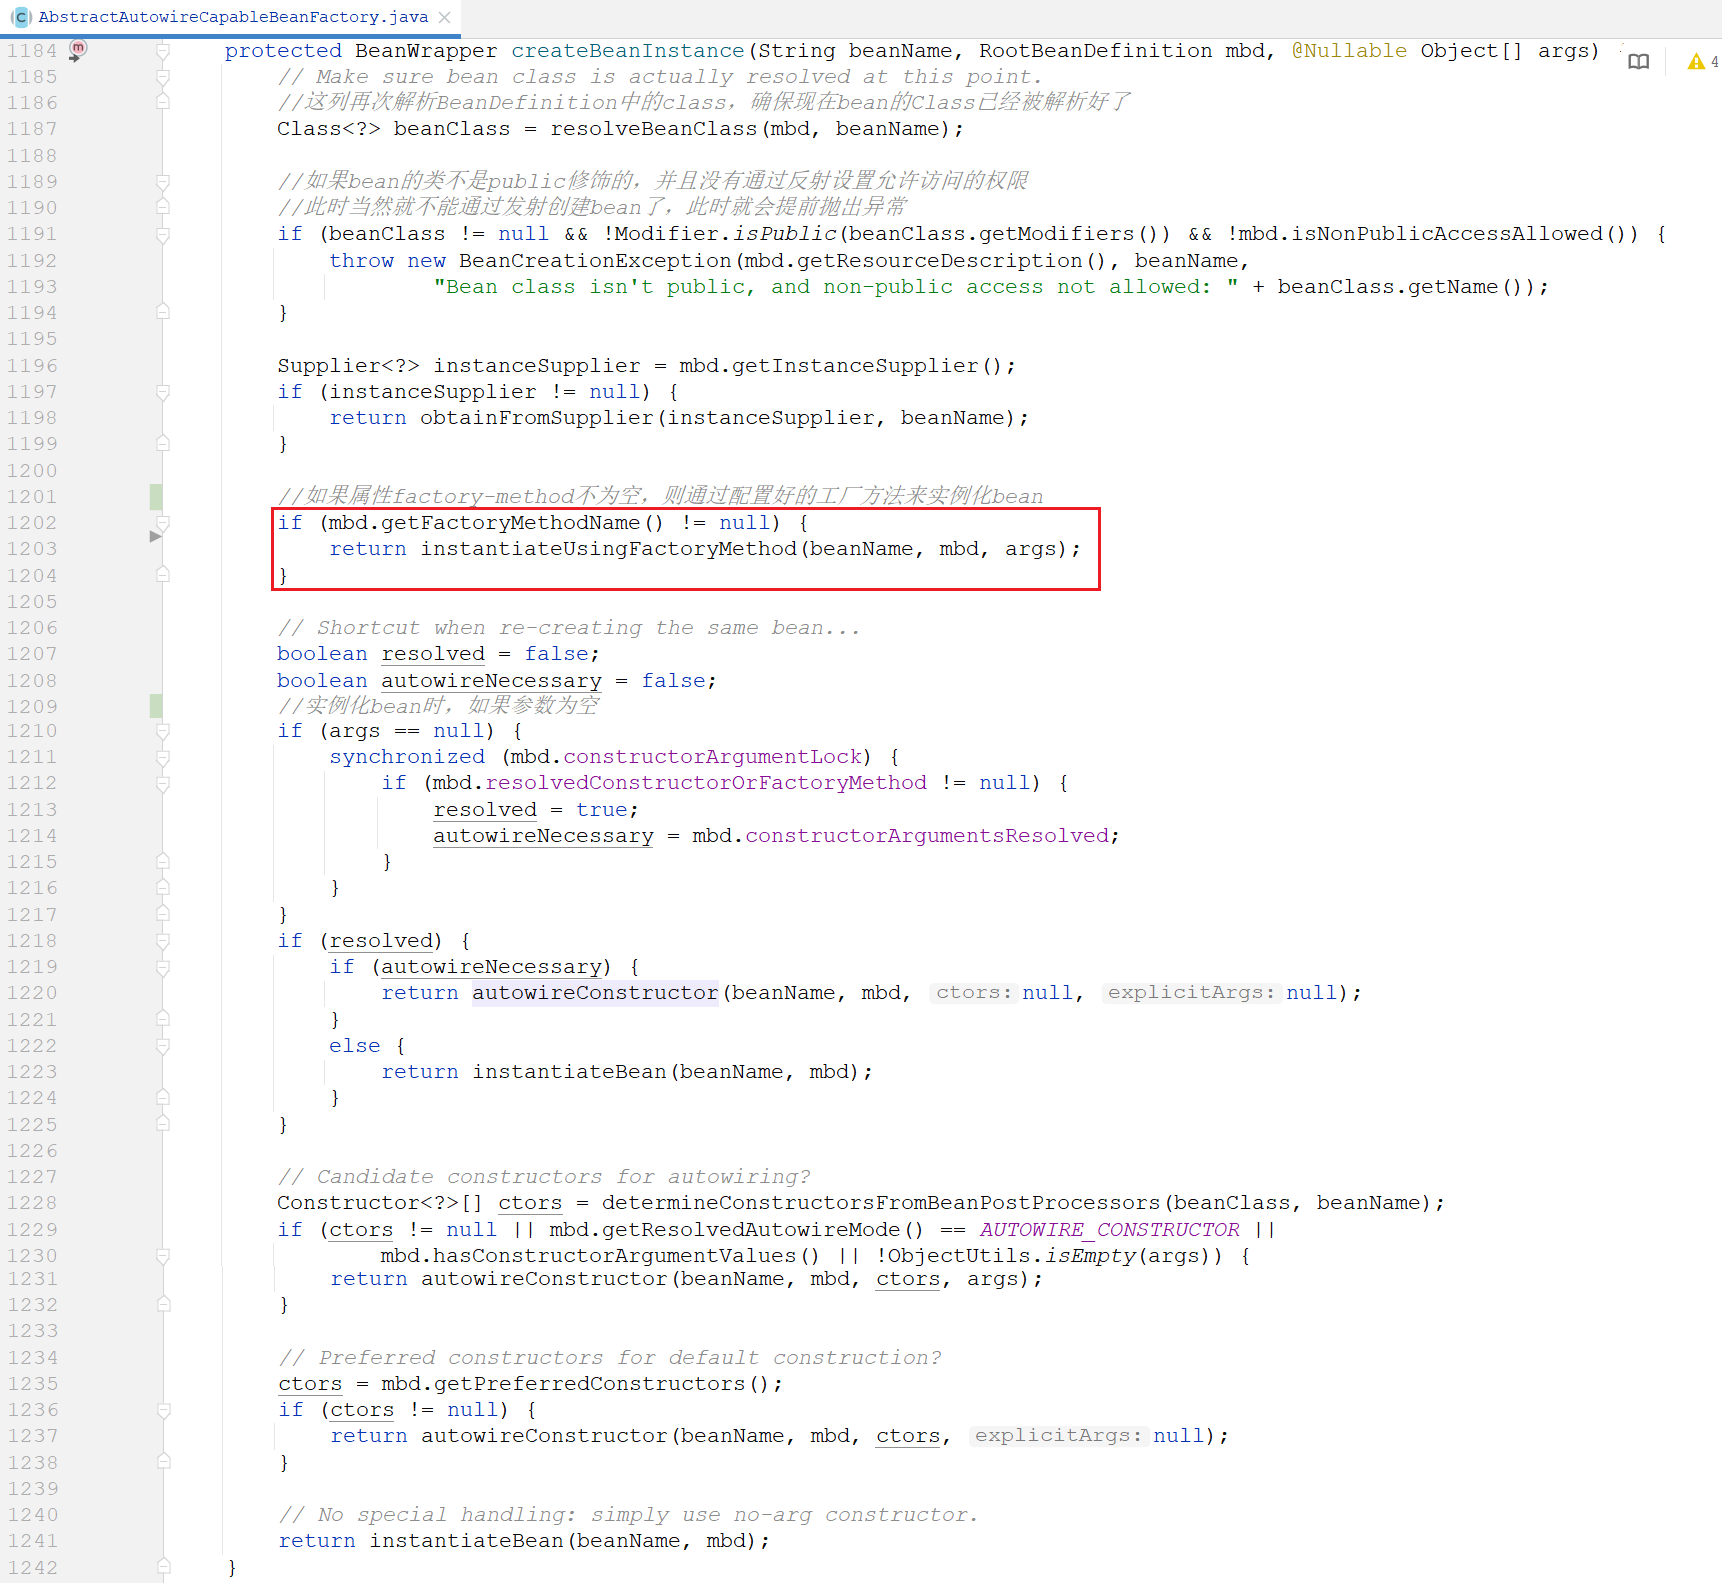 AbstractAutowireCapableBeanFactory.java
1184 protected BeanWrapper createBeanInstance(String beanName, RootBeanDefinition mbd, @Nullable Object[] args) 4
1185 // Make sure bean class is actually resolved at this point.
1186 //这列再次解析BeanDefinition中的class，确保现在bean的Class已经被解析好了
1187 Class<?> beanClass = resolveBeanClass(mbd, beanName);
1188
1189 //如果bean的类不是public修饰的，并且没有通过反射设置允许访问的权限
1190 //此时当然就不能通过发射创建bean了，此时就会提前抛出异常
1191 if (beanClass != null && !Modifier.isPublic(beanClass.getModifiers()) && !mbd.isNonPublicAccessAllowed()) {
1192 throw new BeanCreationException(mbd.getResourceDescription(), beanName,
1193 "Bean class isn't public, and non-public access not allowed: " + beanClass.getName());
1194 }
1195
1196 Supplier<?> instanceSupplier = mbd.getInstanceSupplier();
1197 if (instanceSupplier != null) {
1198 return obtainFromSupplier(instanceSupplier, beanName);
1199 }
1200
1201 //如果属性factory-method不为空，则通过配置好的工厂方法来实例化bean
1202 if (mbd.getFactoryMethodName() != null) {
1203 return instantiateUsingFactoryMethod(beanName, mbd, args);
1204 }
1205
1206 // Shortcut when re-creating the same bean...
1207 boolean resolved = false;
1208 boolean autowireNecessary = false;
1209 //实例化bean时，如果参数为空
1210 if (args == null) {
1211 synchronized (mbd.constructorArgumentLock) {
1212 if (mbd.resolvedConstructorOrFactoryMethod != null) {
1213 resolved = true;
1214 autowireNecessary = mbd.constructorArgumentsResolved;
1215 }
1216 }
1217 }
1218 if (resolved) {
1219 if (autowireNecessary) {
1220 return autowireConstructor(beanName, mbd, ctors: null, explicitArgs: null);
1221 }
1222 else {
1223 return instantiateBean(beanName, mbd);
1224 }
1225 }
1226
1227 // Candidate constructors for autowiring?
1228 Constructor<?>[] ctors = determineConstructorsFromBeanPostProcessors(beanClass, beanName);
1229 if (ctors != null || mbd.getResolvedAutowireMode() == AUTOWIRE_CONSTRUCTOR ||
1230 mbd.hasConstructorArgumentValues() || !ObjectUtils.isEmpty(args)) {
1231 return autowireConstructor(beanName, mbd, ctors, args);
1232 }
1233
1234 // Preferred constructors for default construction?
1235 ctors = mbd.getPreferredConstructors();
1236 if (ctors != null) {
1237 return autowireConstructor(beanName, mbd, ctors, explicitArgs: null);
1238 }
1239
1240 // No special handling: simply use no-arg constructor.
1241 return instantiateBean(beanName, mbd);
1242 }